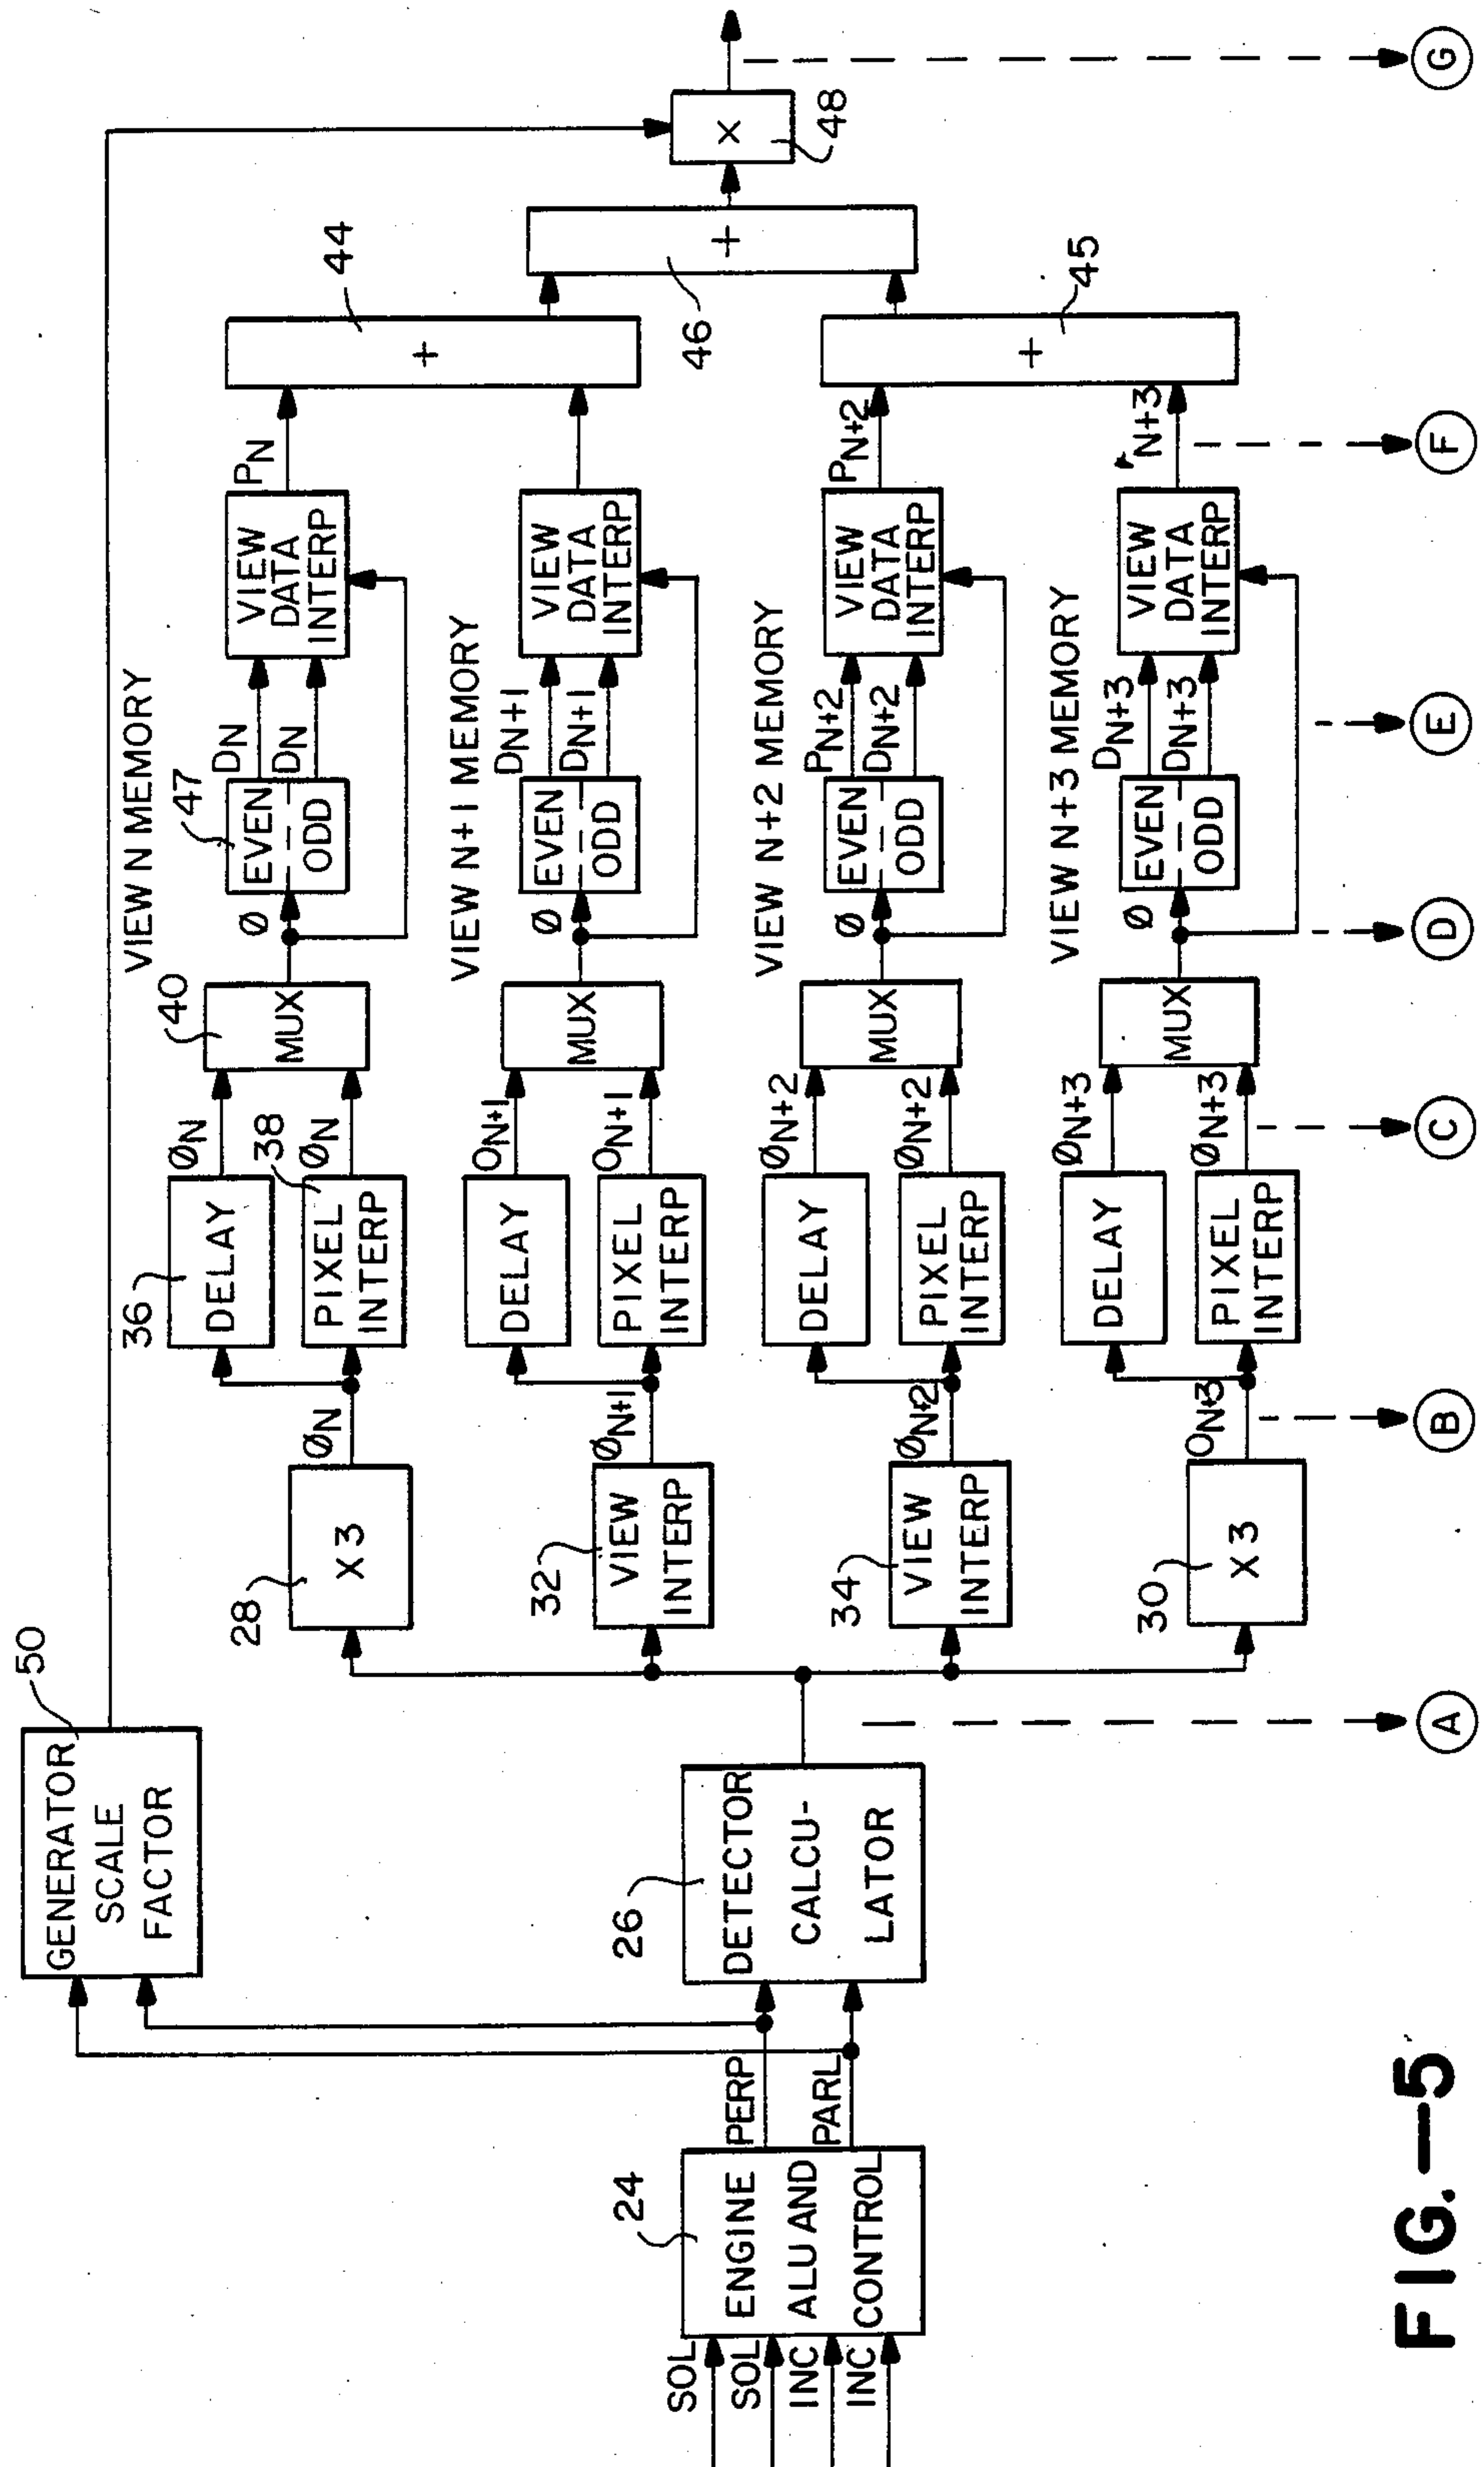 50
GENERATOR
SCALE
FACTOR
SOL
SOL
INC
INC
24
ENGINE
ALU AND
CONTROL
PERP
PARL
26
DETECTOR
CALCU-
LATOR
28
X 3
ØN
36
DELAY
38
PIXEL
INTERP
ØN
ØN
40
MUX
Ø
VIEW N MEMORY
47
EVEN
ODD
DN
DN
VIEW
DATA
INTERP
PN
44
+
32
VIEW
INTERP
ØN+1
DELAY
PIXEL
INTERP
ON+1
ON+1
MUX
Ø
VIEW N+1 MEMORY
EVEN
ODD
DN+1
DN+1
VIEW
DATA
INTERP
46
+
48
X
34
VIEW
INTERP
ØN+2
DELAY
PIXEL
INTERP
ØN+2
ØN+2
MUX
Ø
VIEW N+2 MEMORY
EVEN
ODD
PN+2
DN+2
VIEW
DATA
INTERP
PN+2
45
+
30
X 3
ON+3
DELAY
PIXEL
INTERP
ØN+3
ØN+3
MUX
Ø
VIEW N+3 MEMORY
EVEN
ODD
DN+3
DN+3
VIEW
DATA
INTERP
N+3
A
B
C
D
E
F
G
FIG.—5